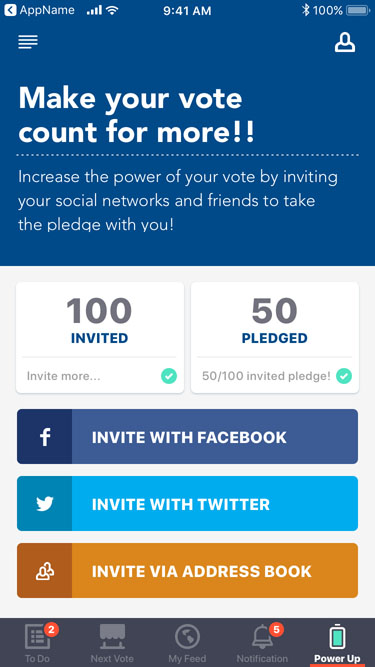 AppName 9:41 AM 100%
Make your vote
count for more!!
Increase the power of your vote by inviting
your social networks and friends to take
the pledge with you!
100 50
INVITED PLEDGED
Invite more... 50/100 invited pledge!
f INVITE WITH FACEBOOK
INVITE WITH TWITTER
INVITE VIA ADDRESS BOOK
2 5
To Do Next Vote My Feed Notification Power Up